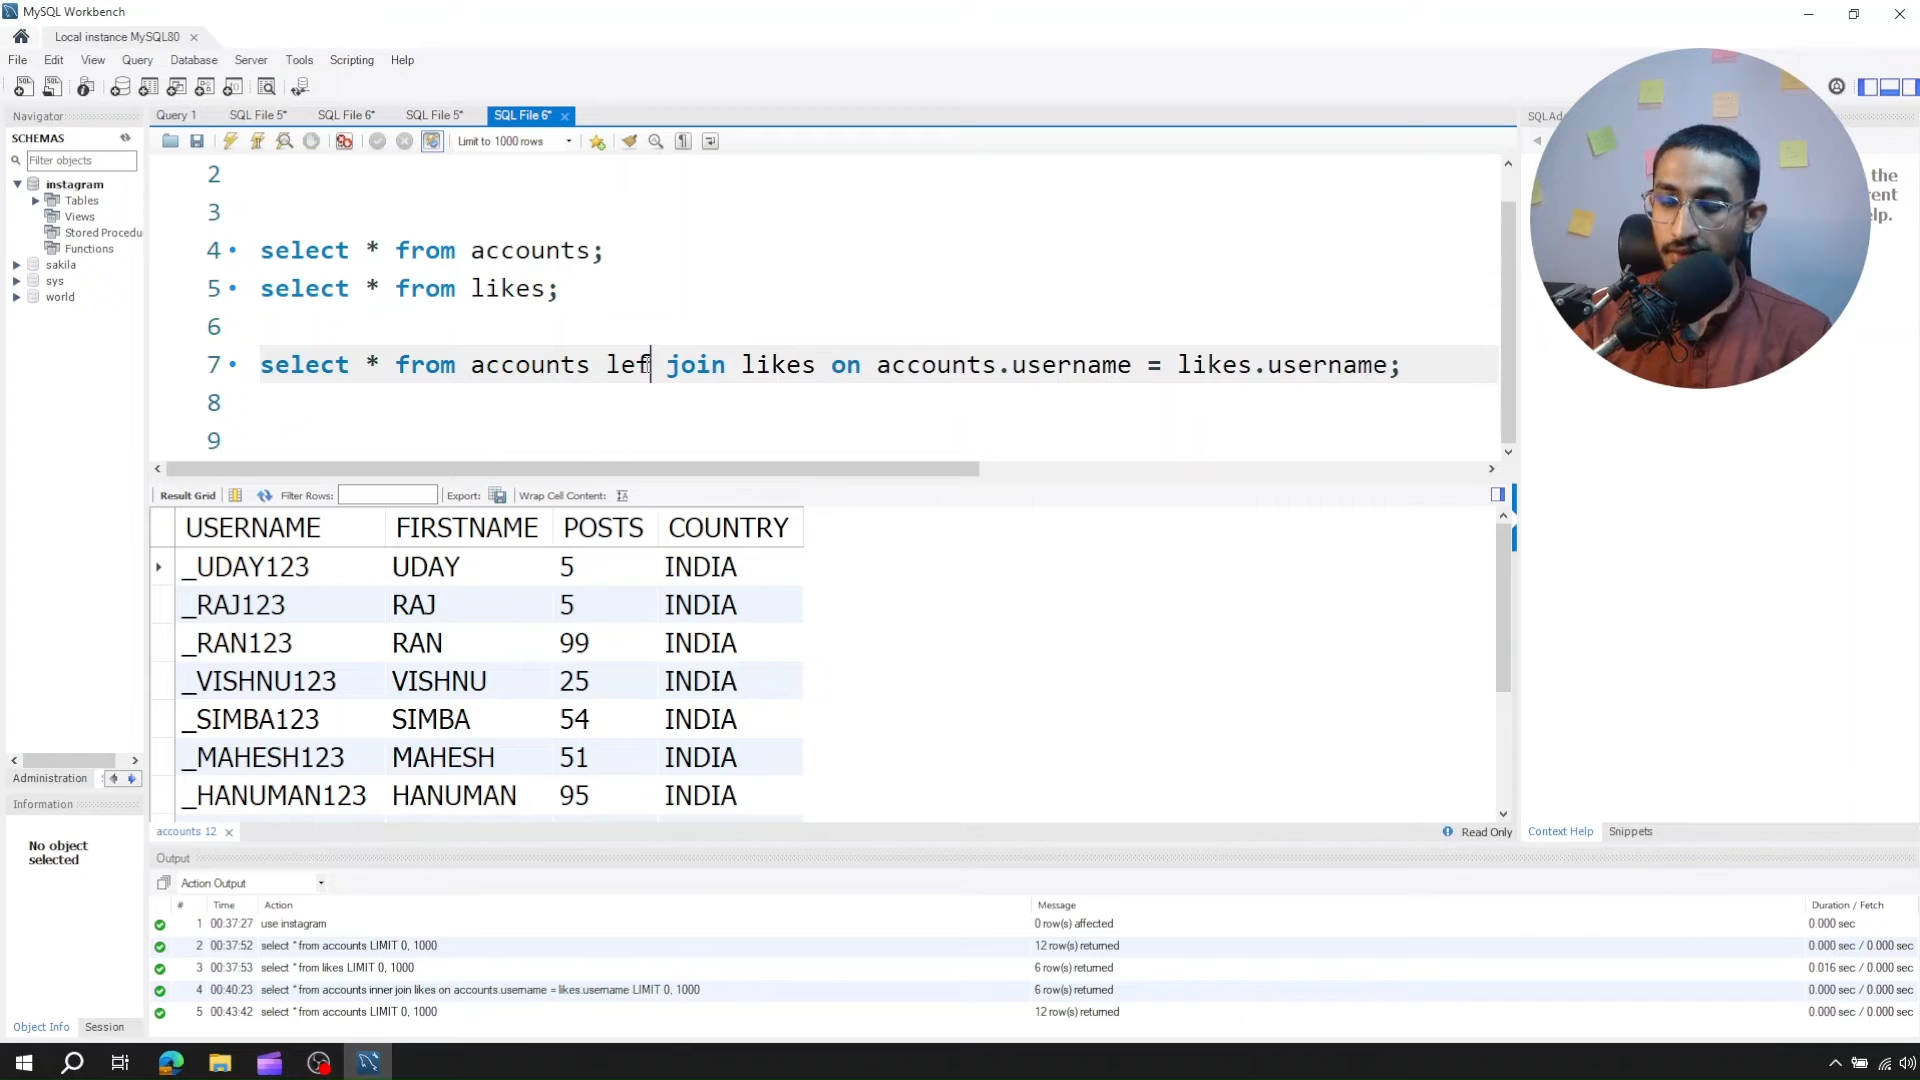 MySQL Workbench
Local instance MySQL80
File Edit View Query Database Server Tools Scripting Help
Navigator
SCHEMAS
Filter objects
instagram
Tables
Views
Stored Procedu
Functions
sakila
sys
world
Administration
Information
No object
selected
Object Info Session
Query 1 SQL File 5* SQL File 6* SQL File 5* SQL File 6*
Limit to 1000 rows
2
3
4 select * from accounts;
5 select * from likes;
6
7 select * from accounts lef join likes on accounts.username = likes.username;
8
9
Result Grid Filter Rows: Export: Wrap Cell Content:
USERNAME FIRSTNAME POSTS COUNTRY
_UDAY123 UDAY 5 INDIA
_RAJ123 RAJ 5 INDIA
_RAN123 RAN 99 INDIA
_VISHNU123 VISHNU 25 INDIA
_SIMBA123 SIMBA 54 INDIA
_MAHESH123 MAHESH 51 INDIA
_HANUMAN123 HANUMAN 95 INDIA
accounts 12 Read Only
Output
Action Output
# Time Action Message Duration / Fetch
1 00:37:27 use instagram 0 row(s) affected 0.000 sec
2 00:37:52 select * from accounts LIMIT 0, 1000 12 row(s) returned 0.000 sec / 0.000 sec
3 00:37:53 select * from likes LIMIT 0, 1000 6 row(s) returned 0.016 sec / 0.000 sec
4 00:40:23 select * from accounts inner join likes on accounts.username = likes.username LIMIT 0, 1000 6 row(s) returned 0.000 sec / 0.000 sec
5 00:43:42 select * from accounts LIMIT 0, 1000 12 row(s) returned 0.000 sec / 0.000 sec
the
Context Help Snippets